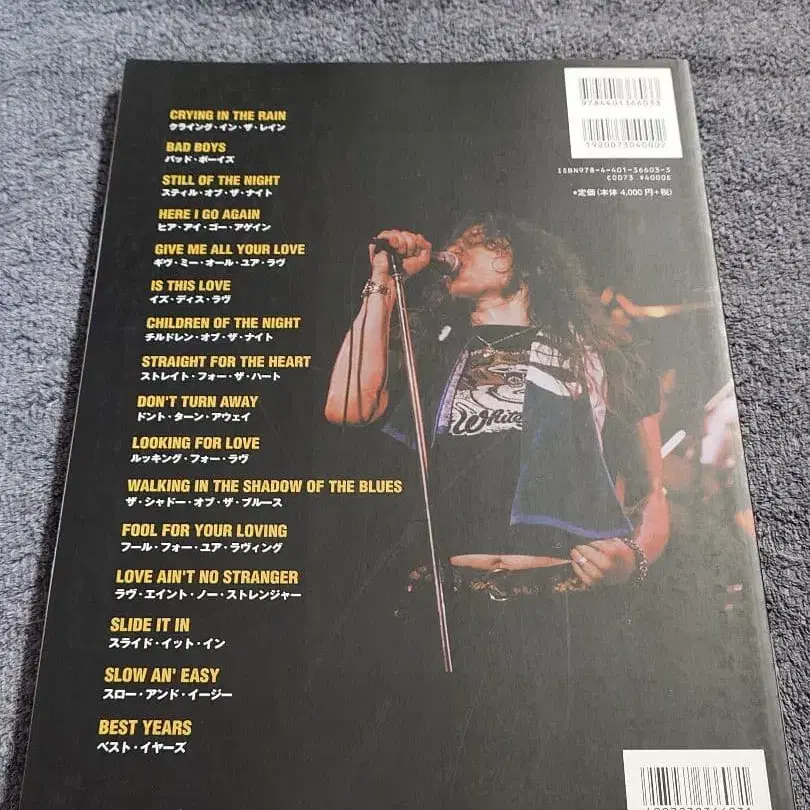 CRYING IN THE RAIN
クライング・イン・ザ・レイン
BAD BOYS
バッド・ボーイズ
STILL OF THE NIGHT
スティル・オブ・ザ・ナイト
HERE I GO AGAIN
ヒア・アイ・ゴー・アゲイン
GIVE ME ALL YOUR LOVE
ギヴ・ミー・オール・ユア・ラヴ
IS THIS LOVE
イズ・ディス・ラヴ
CHILDREN OF THE NIGHT
チルドレン・オブ・ザ・ナイト
STRAIGHT FOR THE HEART
ストレイト・フォー・ザ・ハート
DON'T TURN AWAY
ドント・ターン・アウェイ
LOOKING FOR LOVE
ルッキング・フォー・ラヴ
WALKING IN THE SHADOW OF THE BLUES
ザ・シャドー・オブ・ザ・ブルース
FOOL FOR YOUR LOVING
フール・フォー・ユア・ラヴィング
LOVE AIN'T NO STRANGER
ラヴ・エイント・ノー・ストレンジャー
SLIDE IT IN
スライド・イット・イン
SLOW AN' EASY
スロー・アンド・イージー
BEST YEARS
ベスト・イヤーズ
9784401366033
1920073040002
ISBN978-4-401-36603-3
C0073 ¥4000E
●定価(本体 4,000円+税)
White